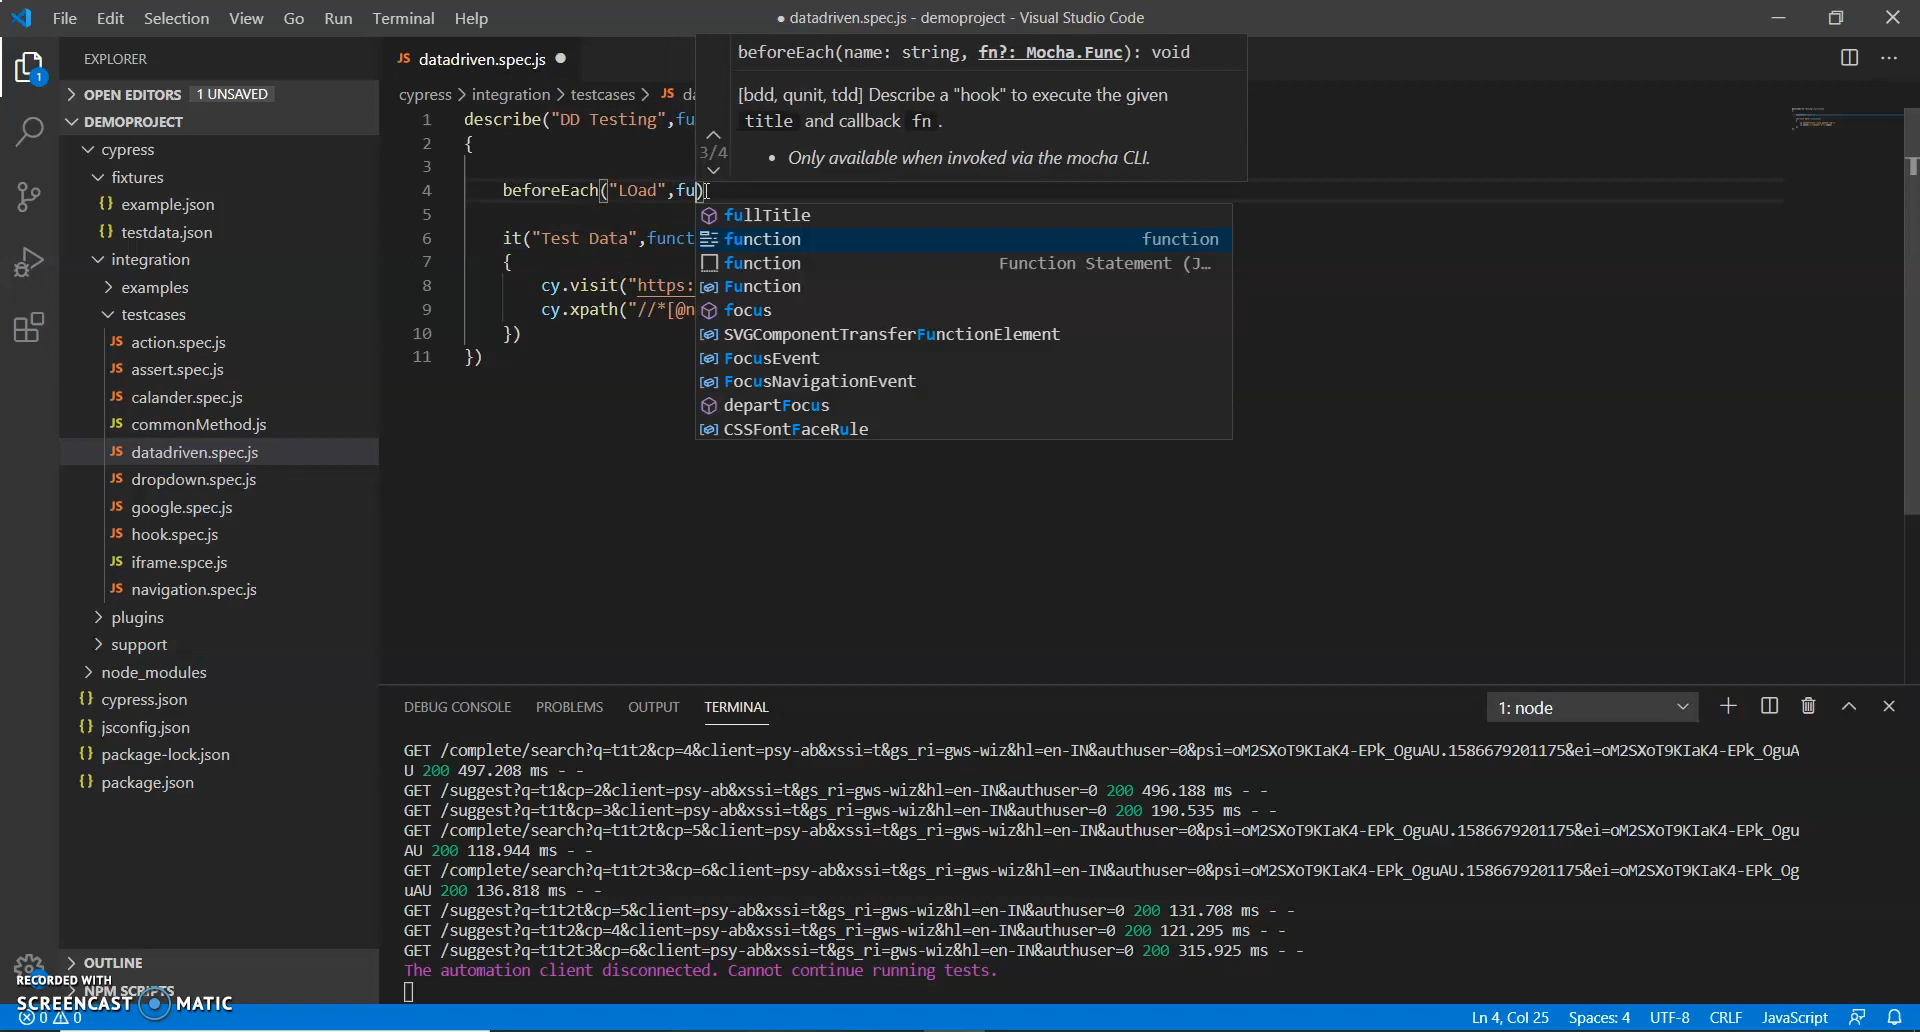 File Edit Selection View Go Run Terminal Help
● datadriven.spec.js - demoproject - Visual Studio Code
EXPLORER
OPEN EDITORS 1 UNSAVED
DEMOPROJECT
cypress
fixtures
{} example.json
{} testdata.json
integration
examples
testcases
JS action.spec.js
JS assert.spec.js
JS calander.spec.js
JS commonMethod.js
JS datadriven.spec.js
JS dropdown.spec.js
JS google.spec.js
JS hook.spec.js
JS iframe.spce.js
JS navigation.spec.js
plugins
support
node_modules
{} cypress.json
{} jsconfig.json
{} package-lock.json
{} package.json
OUTLINE
NPM SCRIPTS
1
RECORDED WITH
SCREENCAST MATIC
JS datadriven.spec.js ●
cypress > integration > testcases > JS da
1 describe("DD Testing",fu
2 {
3
4 beforeEach("LOad",fu)
5
6 it("Test Data",functi
7 {
8 cy.visit("https:
9 cy.xpath("//*[@n
10 })
11 })
beforeEach(name: string, fn?: Mocha.Func): void
[bdd, qunit, tdd] Describe a "hook" to execute the given
title and callback fn .
3/4
• Only available when invoked via the mocha CLI.
fullTitle
function function
function Function Statement (J…
Function
focus
SVGComponentTransferFunctionElement
FocusEvent
FocusNavigationEvent
departFocus
CSSFontFaceRule
DEBUG CONSOLE PROBLEMS OUTPUT TERMINAL
1: node
GET /complete/search?q=t1t2&cp=4&client=psy-ab&xssi=t&gs_ri=gws-wiz&hl=en-IN&authuser=0&psi=oM2SXoT9KIaK4-EPk_OguAU.1586679201175&ei=oM2SXoT9KIaK4-EPk_OguA
U 200 497.208 ms - -
GET /suggest?q=t1&cp=2&client=psy-ab&xssi=t&gs_ri=gws-wiz&hl=en-IN&authuser=0 200 496.188 ms - -
GET /suggest?q=t1t&cp=3&client=psy-ab&xssi=t&gs_ri=gws-wiz&hl=en-IN&authuser=0 200 190.535 ms - -
GET /complete/search?q=t1t2t&cp=5&client=psy-ab&xssi=t&gs_ri=gws-wiz&hl=en-IN&authuser=0&psi=oM2SXoT9KIaK4-EPk_OguAU.1586679201175&ei=oM2SXoT9KIaK4-EPk_Ogu
AU 200 118.944 ms - -
GET /complete/search?q=t1t2t3&cp=6&client=psy-ab&xssi=t&gs_ri=gws-wiz&hl=en-IN&authuser=0&psi=oM2SXoT9KIaK4-EPk_OguAU.1586679201175&ei=oM2SXoT9KIaK4-EPk_Og
uAU 200 136.818 ms - -
GET /suggest?q=t1t2t&cp=5&client=psy-ab&xssi=t&gs_ri=gws-wiz&hl=en-IN&authuser=0 200 131.708 ms - -
GET /suggest?q=t1t2&cp=4&client=psy-ab&xssi=t&gs_ri=gws-wiz&hl=en-IN&authuser=0 200 121.295 ms - -
GET /suggest?q=t1t2t3&cp=6&client=psy-ab&xssi=t&gs_ri=gws-wiz&hl=en-IN&authuser=0 200 315.925 ms - -
The automation client disconnected. Cannot continue running tests.
0 0
Ln 4, Col 25 Spaces: 4 UTF-8 CRLF JavaScript